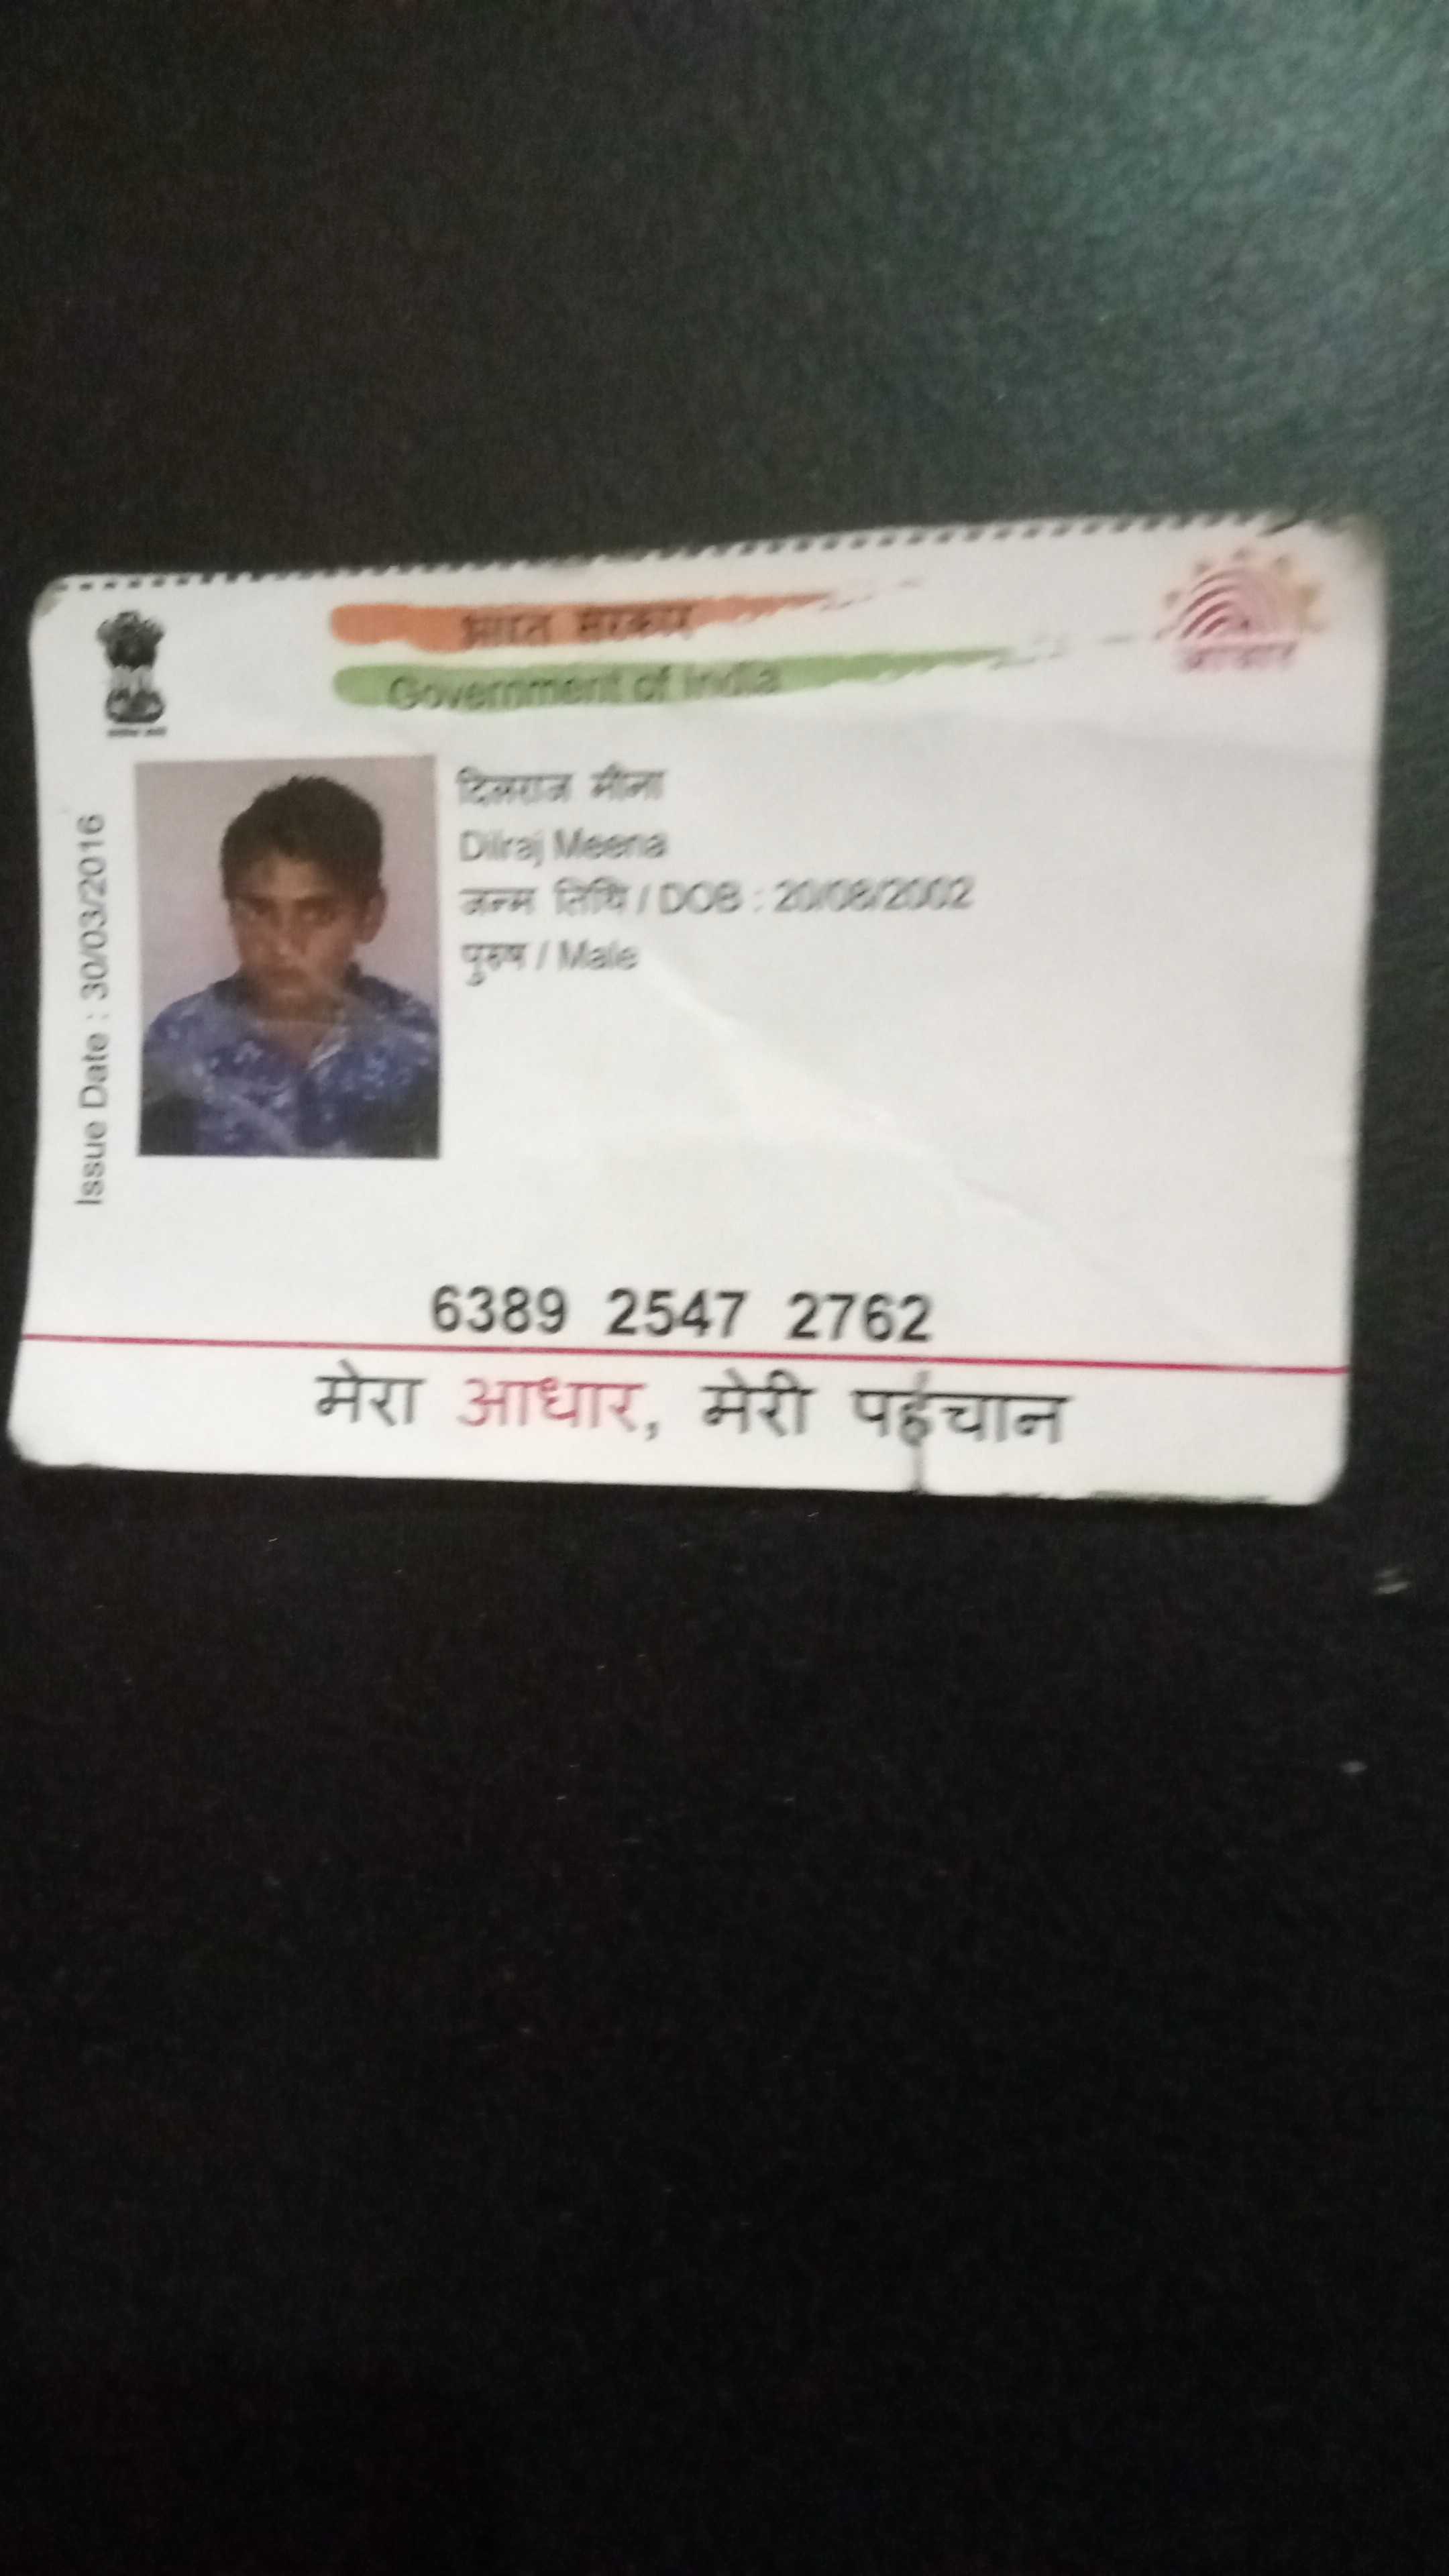 भारत सरकार
Government of India
आधार
Issue Date : 30/03/2016
दिलराज मीना
Dilraj Meena
जन्म तिथि / DOB : 20/08/2002
पुरुष / Male
6389 2547 2762
मेरा आधार, मेरी पहचान